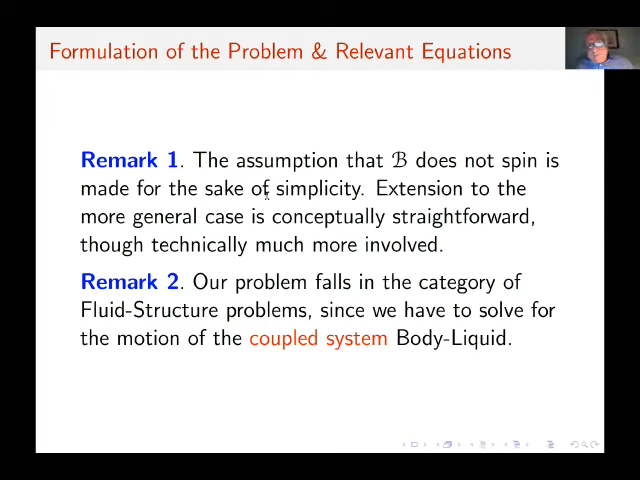 Formulation of the Problem & Relevant Equations
Remark 1. The assumption that ℬ does not spin is
made for the sake of simplicity. Extension to the
more general case is conceptually straightforward,
though technically much more involved.
Remark 2. Our problem falls in the category of
Fluid-Structure problems, since we have to solve for
the motion of the coupled system Body-Liquid.